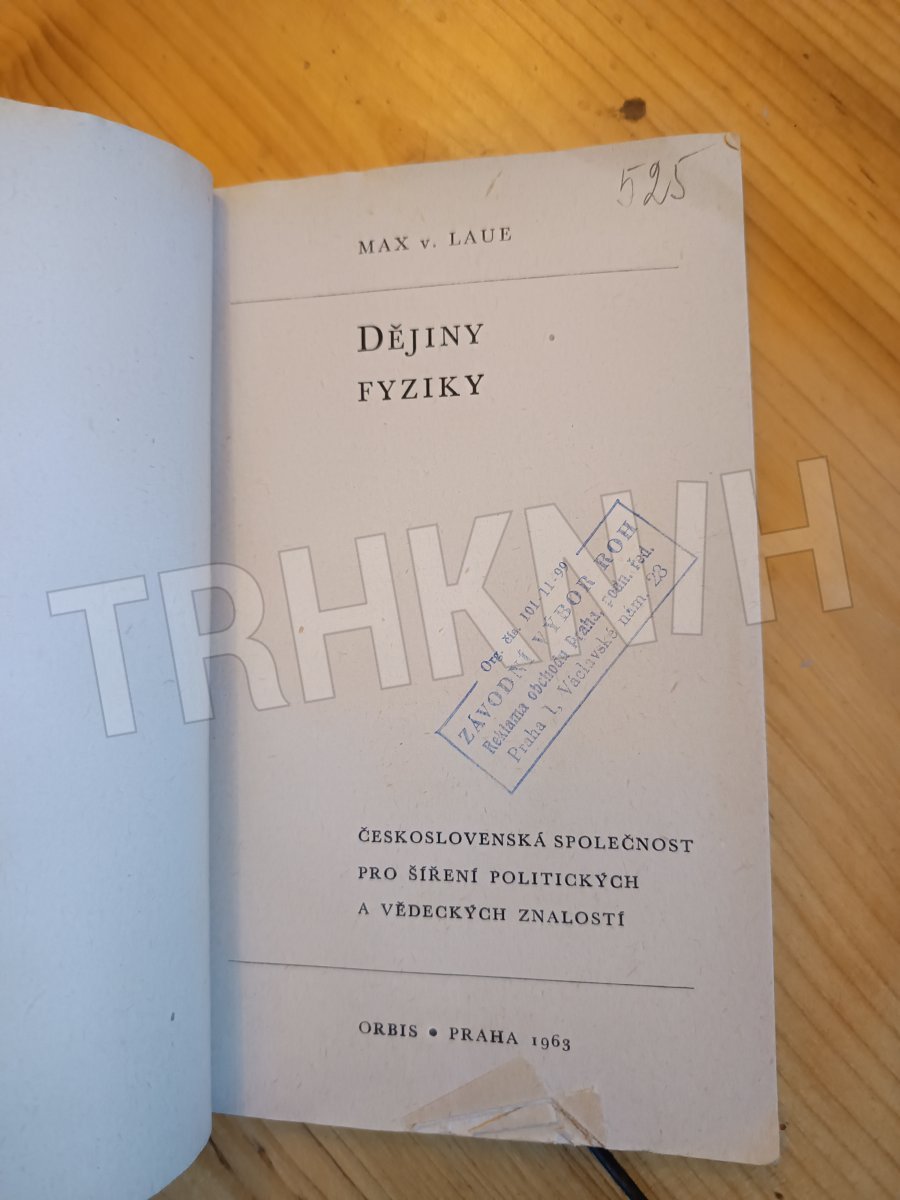 525
MAX v. LAUE
DĚJINY
FYZIKY
TRHKNIH
Org. čís. 101-11-99
ZÁVODNÍ VÝBOR ROH
Reklama obchodu Praha, podn. řed.
Praha 1, Václavské nám. 23
ČESKOSLOVENSKÁ SPOLEČNOST
PRO ŠÍŘENÍ POLITICKÝCH
A VĚDECKÝCH ZNALOSTÍ
ORBIS • PRAHA 1963